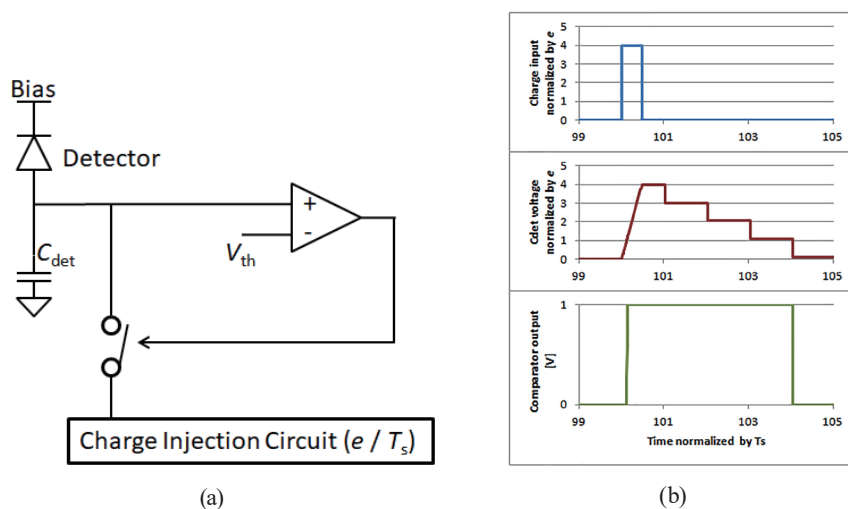 Bias
Detector
C_det
V_th
+
-
Charge Injection Circuit (e / T_s)
(a)
Charge input
normalized by e
5
4
3
2
1
0
99 101 103 105
Cdet voltage
normalized by e
5
4
3
2
1
0
99 101 103 105
Comparator output
[V]
1
0
99 101 103 105
Time normalized by Ts
(b)